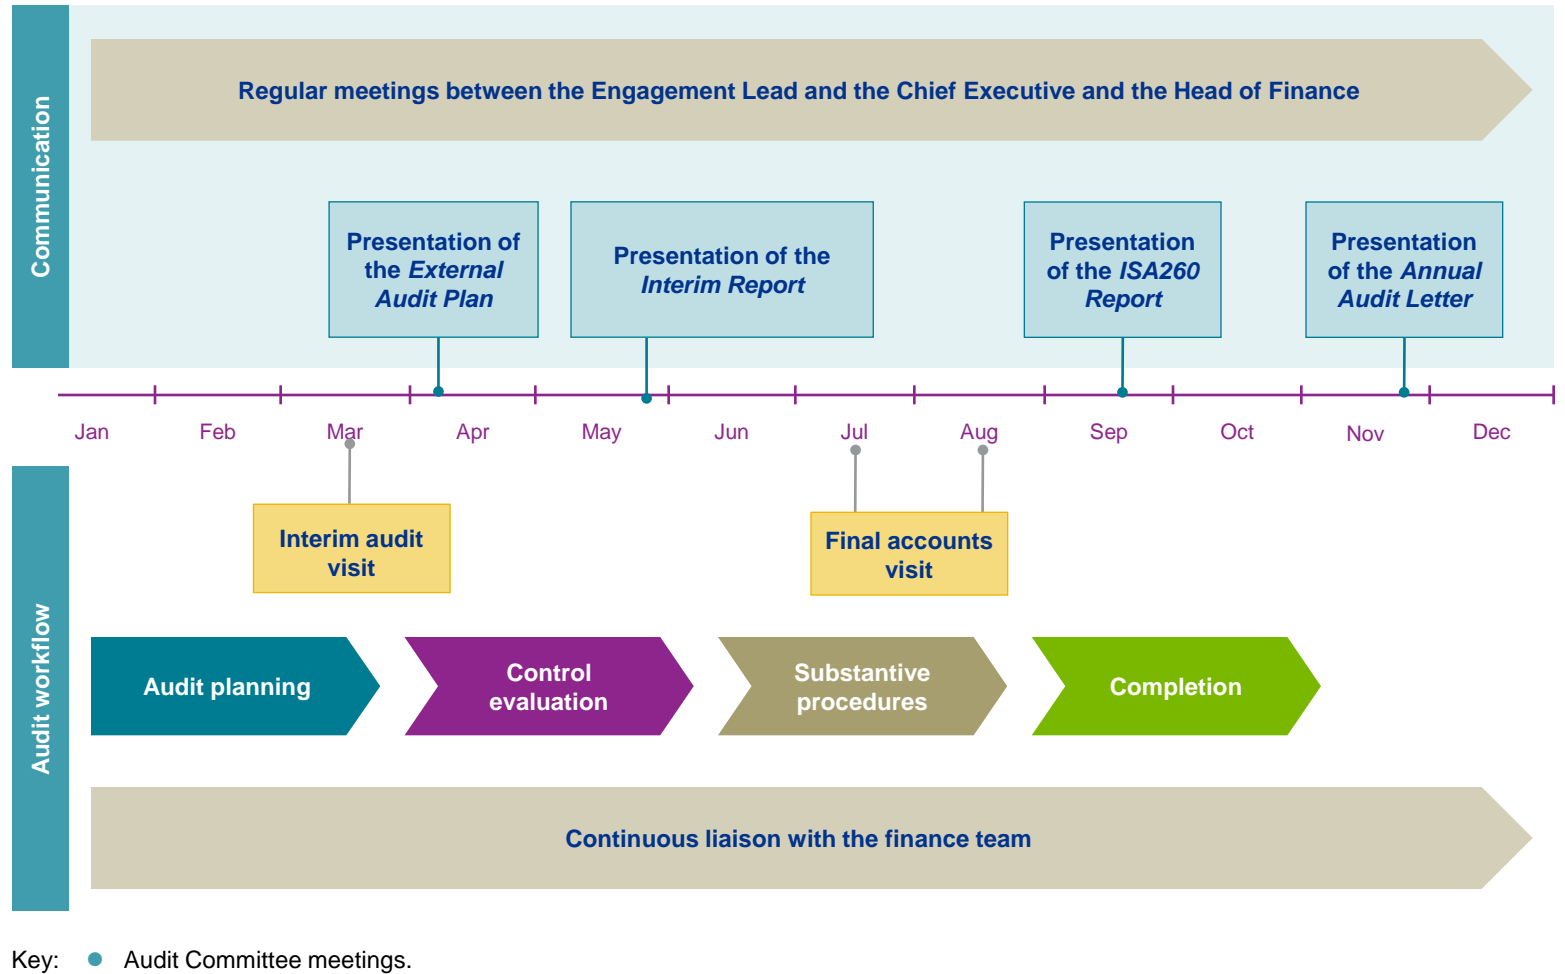 Communication
Regular meetings between the Engagement Lead and the Chief Executive and the Head of Finance
Presentation of
the External
Audit Plan
Presentation of the
Interim Report
Presentation
of the ISA260
Report
Presentation
of the Annual
Audit Letter
Jan Feb Mar Apr May Jun Jul Aug Sep Oct Nov Dec
Audit workflow
Interim audit
visit
Final accounts
visit
Audit planning
Control
evaluation
Substantive
procedures
Completion
Continuous liaison with the finance team
Key: ● Audit Committee meetings.